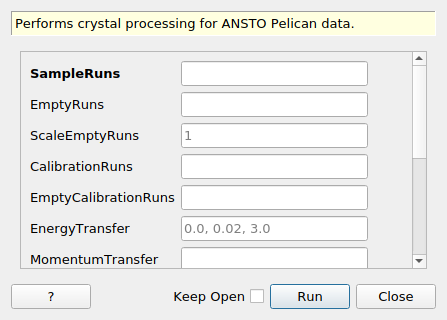 Performs crystal processing for ANSTO Pelican data.
SampleRuns
EmptyRuns
ScaleEmptyRuns 1
CalibrationRuns
EmptyCalibrationRuns
EnergyTransfer 0.0, 0.02, 3.0
MomentumTransfer
? Keep Open Run Close